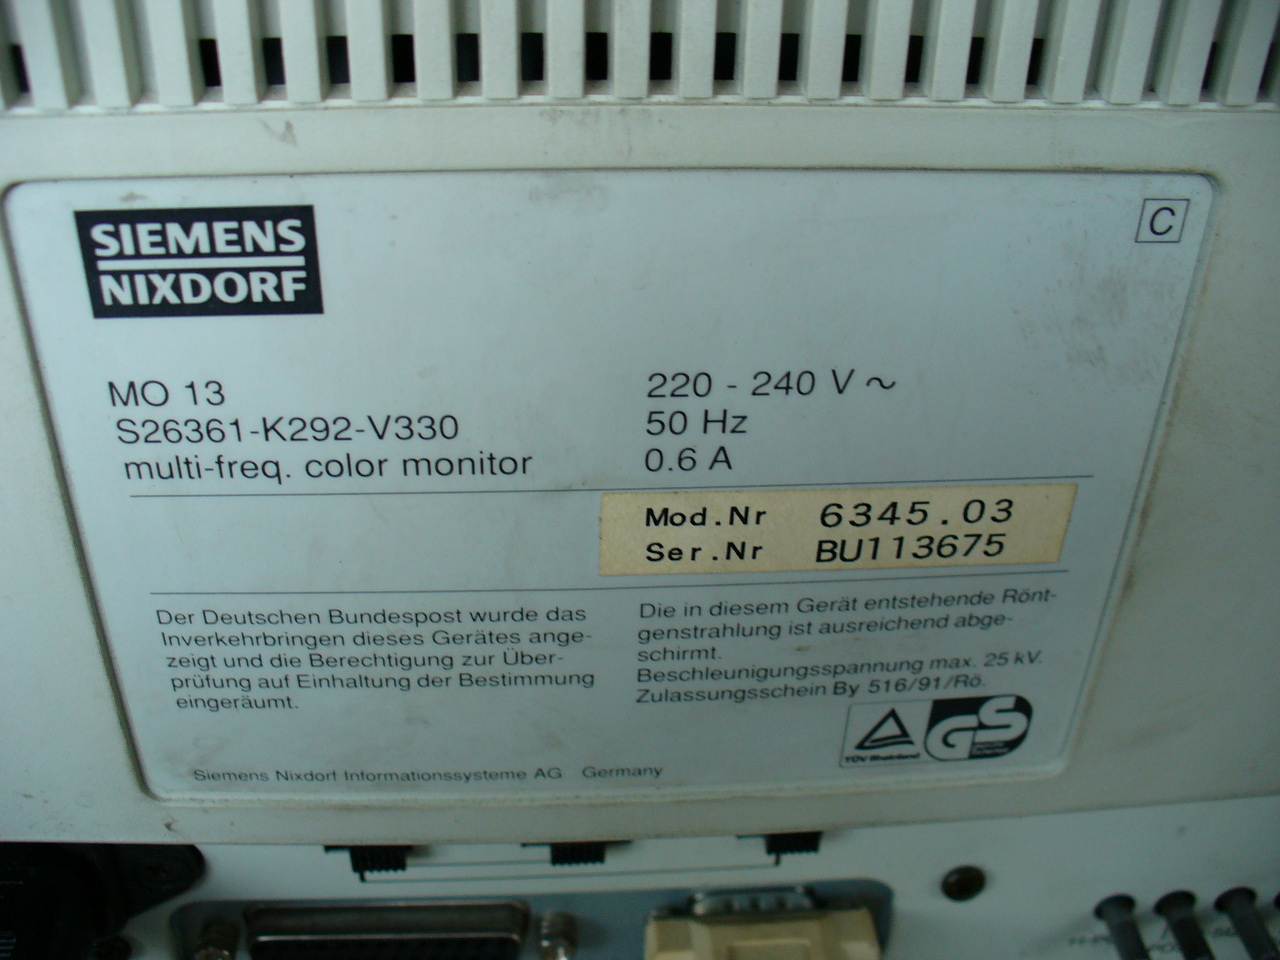 SIEMENS
NIXDORF
C
MO 13
S26361-K292-V330
multi-freq. color monitor
220 - 240 V ~
50 Hz
0.6 A
Mod.Nr 6345.03
Ser.Nr BU113675
Der Deutschen Bundespost wurde das
Inverkehrbringen dieses Gerätes ange-
zeigt und die Berechtigung zur Über-
prüfung auf Einhaltung der Bestimmung
eingeräumt.
Die in diesem Gerät entstehende Rönt-
genstrahlung ist ausreichend abge-
schirmt.
Beschleunigungsspannung max. 25 kV.
Zulassungsschein By 516/91/Rö.
TÜV Rheinland
GS
Siemens Nixdorf Informationssysteme AG Germany